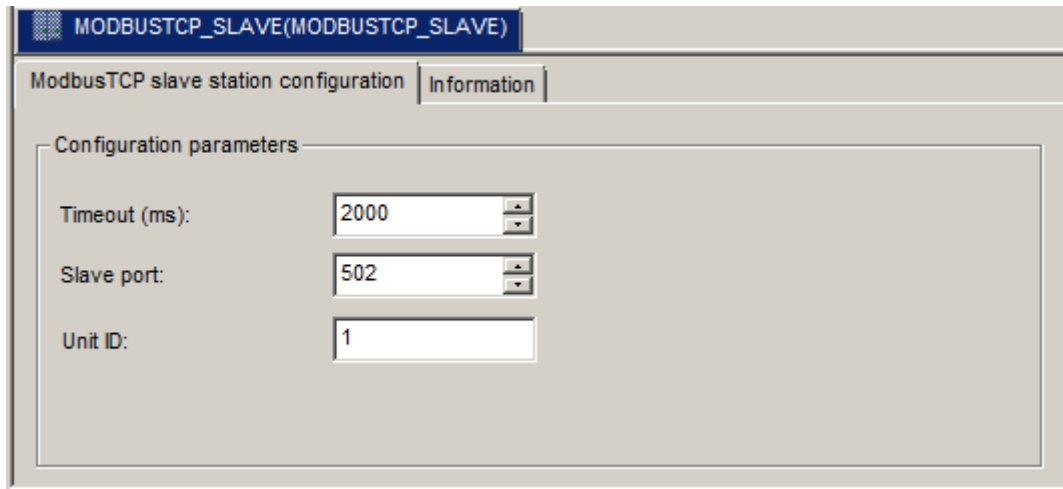 MODBUSTCP_SLAVE(MODBUSTCP_SLAVE)
ModbusTCP slave station configuration Information
Configuration parameters
Timeout (ms): 2000
Slave port: 502
Unit ID: 1